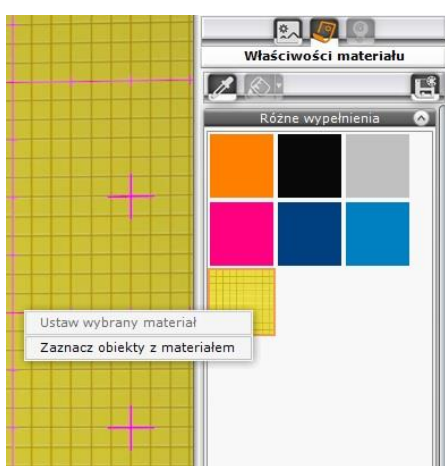 Właściwości materiału
Różne wypełnienia
Ustaw wybrany materiał
Zaznacz obiekty z materiałem